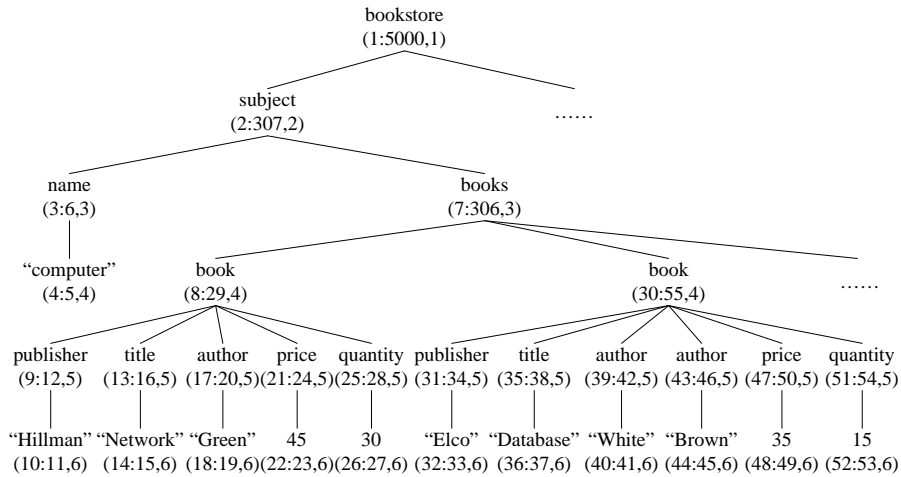 bookstore
(1:5000,1)
subject ……
(2:307,2)
name books
(3:6,3) (7:306,3)
“computer” book book ……
(4:5,4) (8:29,4) (30:55,4)
publisher title author price quantity publisher title author author price quantity
(9:12,5) (13:16,5) (17:20,5) (21:24,5) (25:28,5) (31:34,5) (35:38,5) (39:42,5) (43:46,5) (47:50,5) (51:54,5)
“Hillman” “Network” “Green” 45 30 “Elco” “Database” “White” “Brown” 35 15
(10:11,6) (14:15,6) (18:19,6) (22:23,6) (26:27,6) (32:33,6) (36:37,6) (40:41,6) (44:45,6) (48:49,6) (52:53,6)